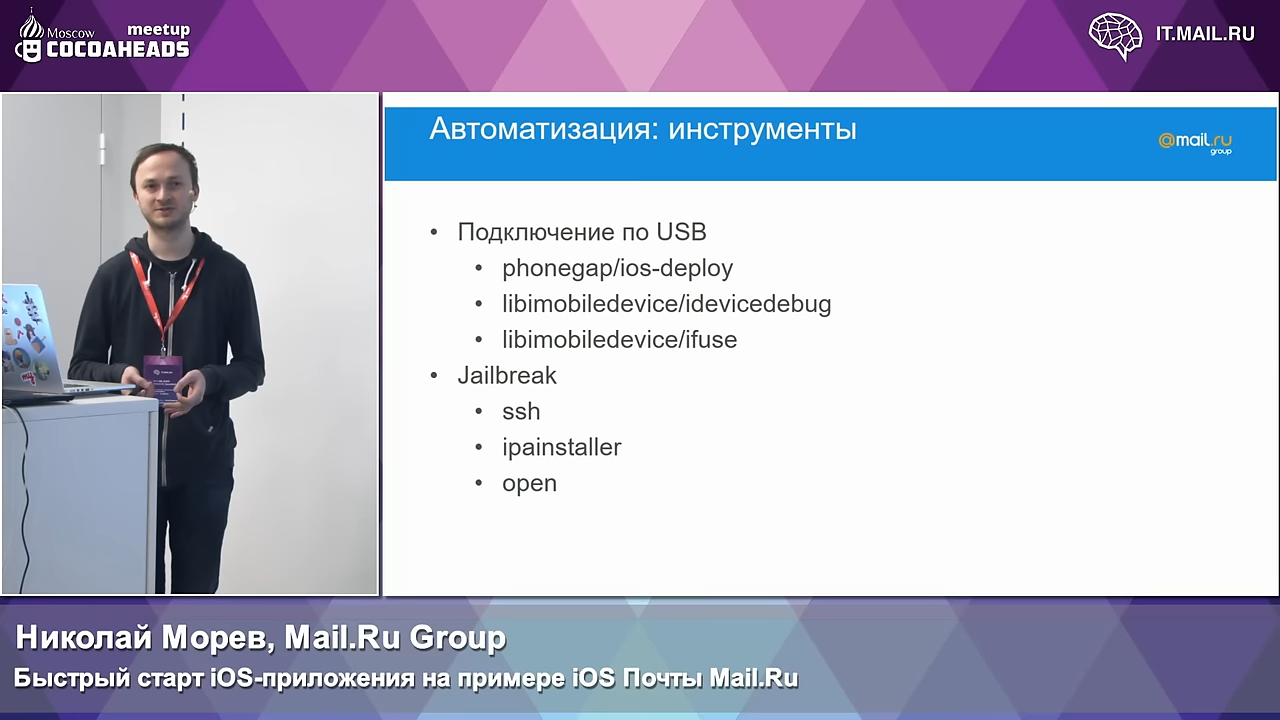 Moscow meetup
COCOAHEADS
IT.MAIL.RU
Автоматизация: инструменты
@mail.ru
group
• Подключение по USB
• phonegap/ios-deploy
• libimobiledevice/idevicedebug
• libimobiledevice/ifuse
• Jailbreak
• ssh
• ipainstaller
• open
Николай Морев, Mail.Ru Group
Быстрый старт iOS-приложения на примере iOS Почты Mail.Ru